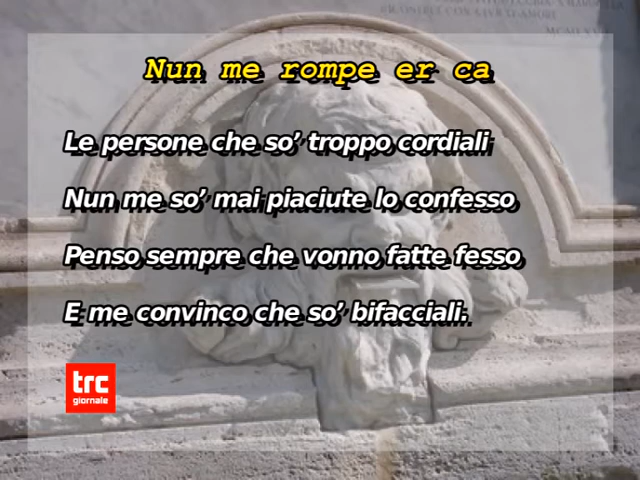 Nun me rompe er ca
Le persone che so’ troppo cordiali
Nun me so’ mai piaciute lo confesso
Penso sempre che vonno fatte fesso
E me convinco che so’ bifacciali.
trc
giornale